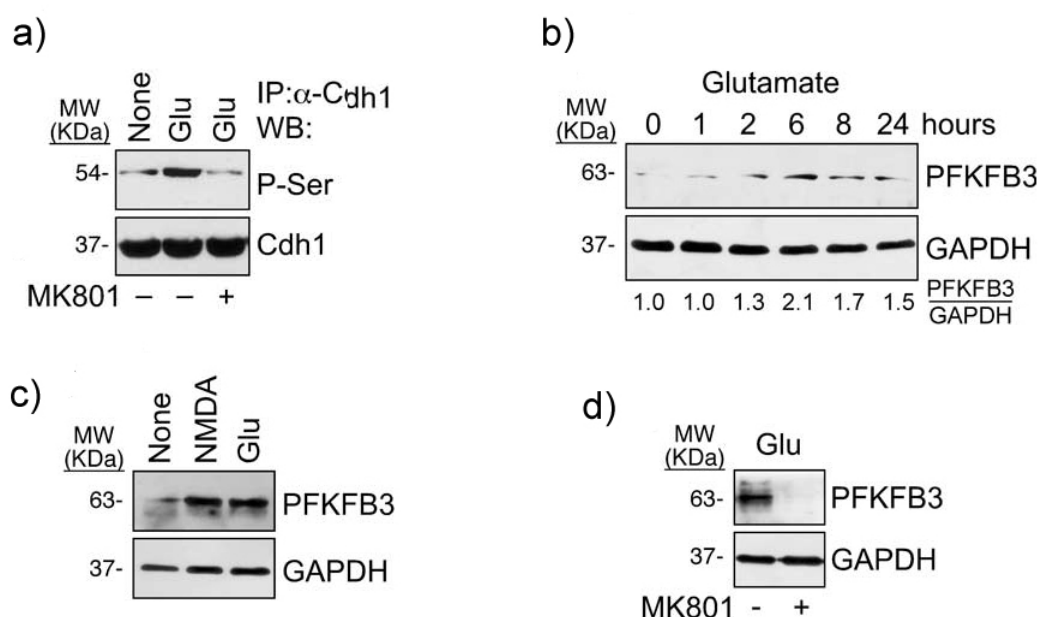 a)
None Glu Glu
IP:α-Cdh1
MW
(KDa)
WB:
54-
P-Ser
37-
Cdh1
MK801 – – +
b)
Glutamate
MW
(KDa)
0 1 2 6 8 24 hours
63-
PFKFB3
37-
GAPDH
1.0 1.0 1.3 2.1 1.7 1.5
PFKFB3
GAPDH
c)
None NMDA Glu
MW
(KDa)
63-
PFKFB3
37-
GAPDH
d)
MW
(KDa)
Glu
63-
PFKFB3
37-
GAPDH
MK801 - +